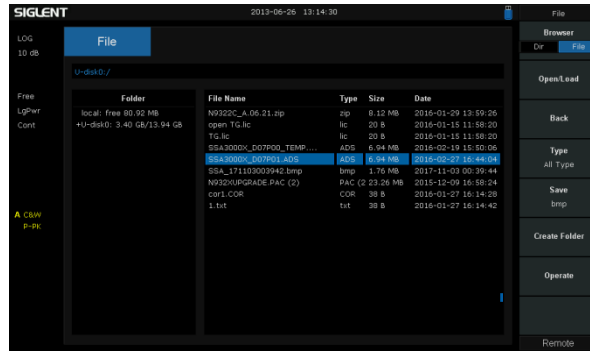 SIGLENT 2013-06-26 13:14:30 File
LOG
10 dB
Free
LgPwr
Cont
A C&W
P-PK
File
U-disk0:/
Folder
local: free 80.92 MB
+U-disk0: 3.40 GB/13.94 GB
File Name Type Size Date
N9322C_A.06.21.zip zip 8.12 MB 2016-01-29 13:59:26
open TG.lic lic 20 B 2016-01-15 11:58:20
TG.lic lic 20 B 2016-01-15 11:58:20
SSA3000X_D07P00_TEMP.... ADS 6.94 MB 2016-02-19 15:50:06
SSA3000X_D07P01.ADS ADS 6.94 MB 2016-02-27 16:44:04
SSA_171103003942.bmp bmp 1.76 MB 2017-11-03 00:39:44
N932XUPGRADE.PAC (2) PAC (2 23.26 MB 2015-12-09 16:58:24
cor1.COR COR 38 B 2016-01-27 16:14:28
1.txt txt 38 B 2016-01-27 16:14:42
Browser
Dir File
Open/Load
Back
Type
All Type
Save
bmp
Create Folder
Operate
Remote